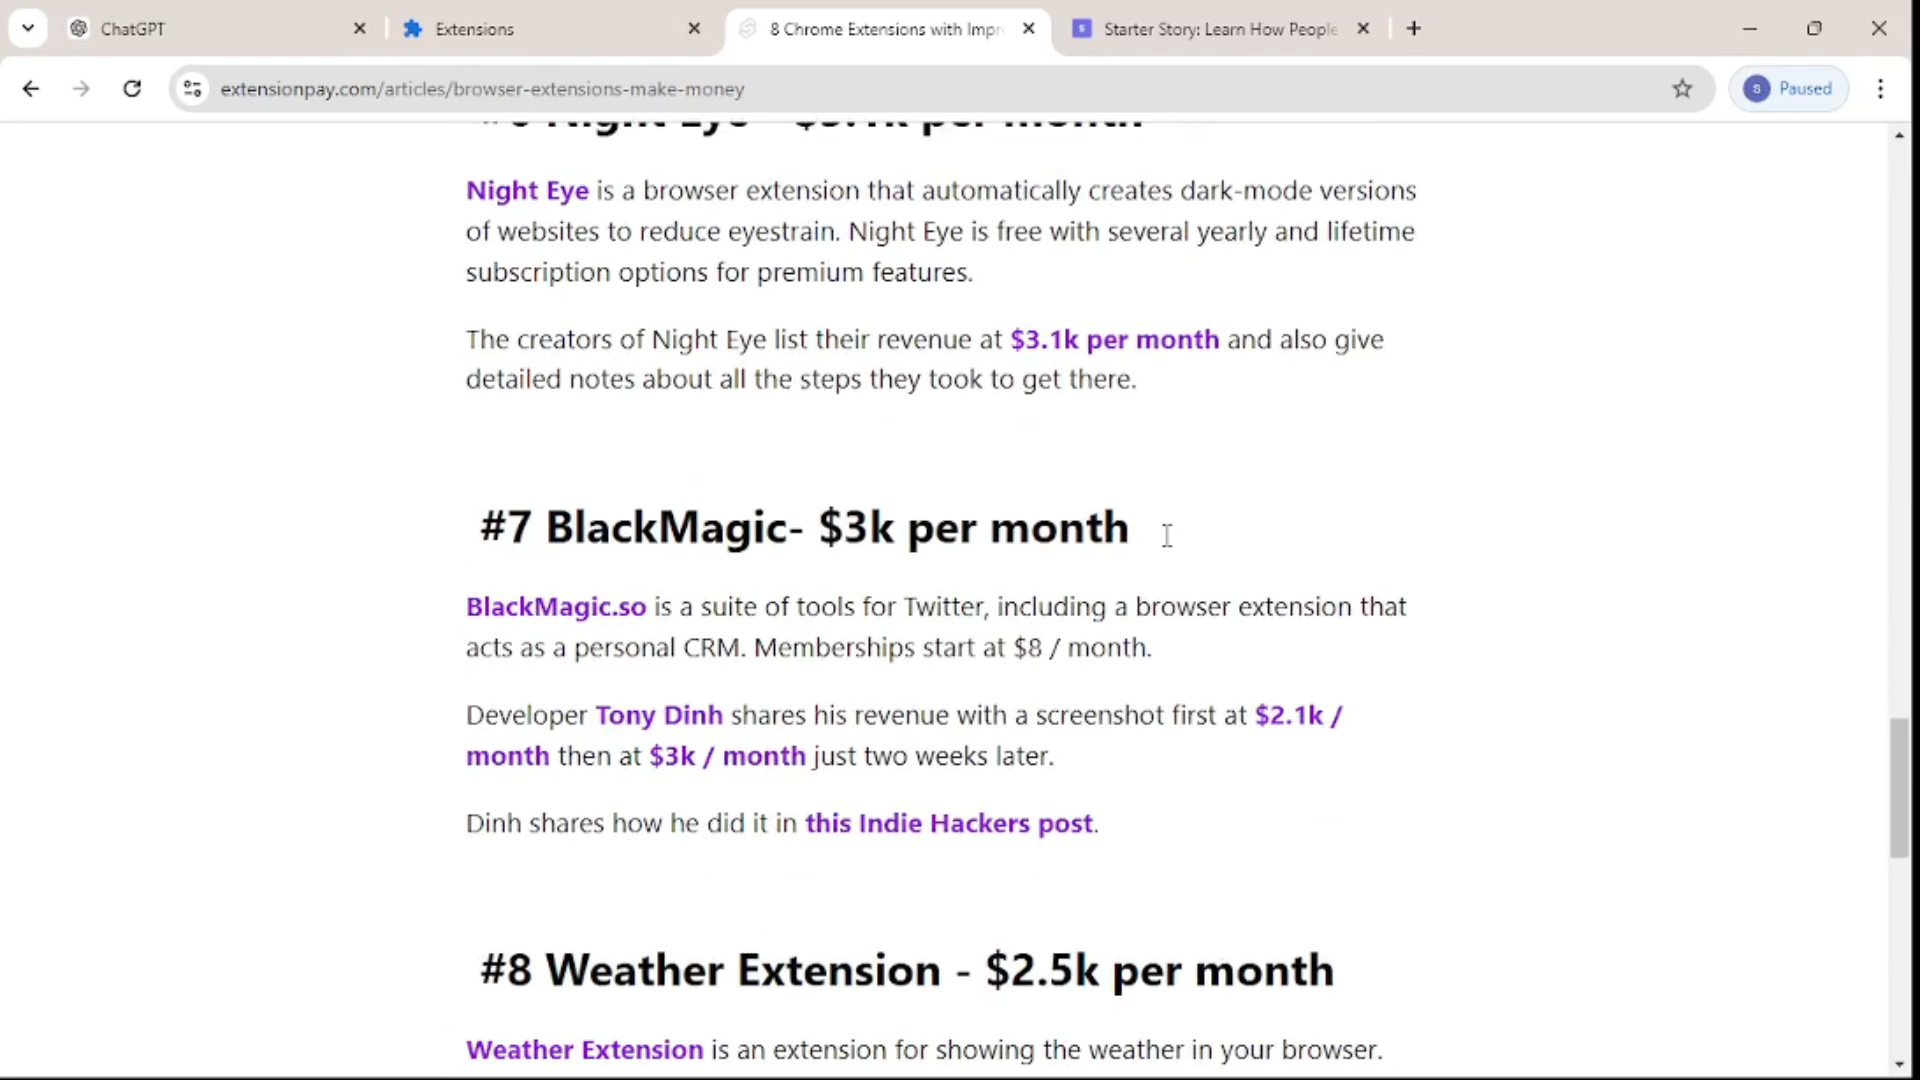 ChatGPT
Extensions
8 Chrome Extensions with Impr
Starter Story: Learn How People
extensionpay.com/articles/browser-extensions-make-money
S
Paused
Night Eye - $3.1k per month
Night Eye is a browser extension that automatically creates dark-mode versions
of websites to reduce eyestrain. Night Eye is free with several yearly and lifetime
subscription options for premium features.
The creators of Night Eye list their revenue at $3.1k per month and also give
detailed notes about all the steps they took to get there.
#7 BlackMagic- $3k per month
BlackMagic.so is a suite of tools for Twitter, including a browser extension that
acts as a personal CRM. Memberships start at $8 / month.
Developer Tony Dinh shares his revenue with a screenshot first at $2.1k /
month then at $3k / month just two weeks later.
Dinh shares how he did it in this Indie Hackers post.
#8 Weather Extension - $2.5k per month
Weather Extension is an extension for showing the weather in your browser.